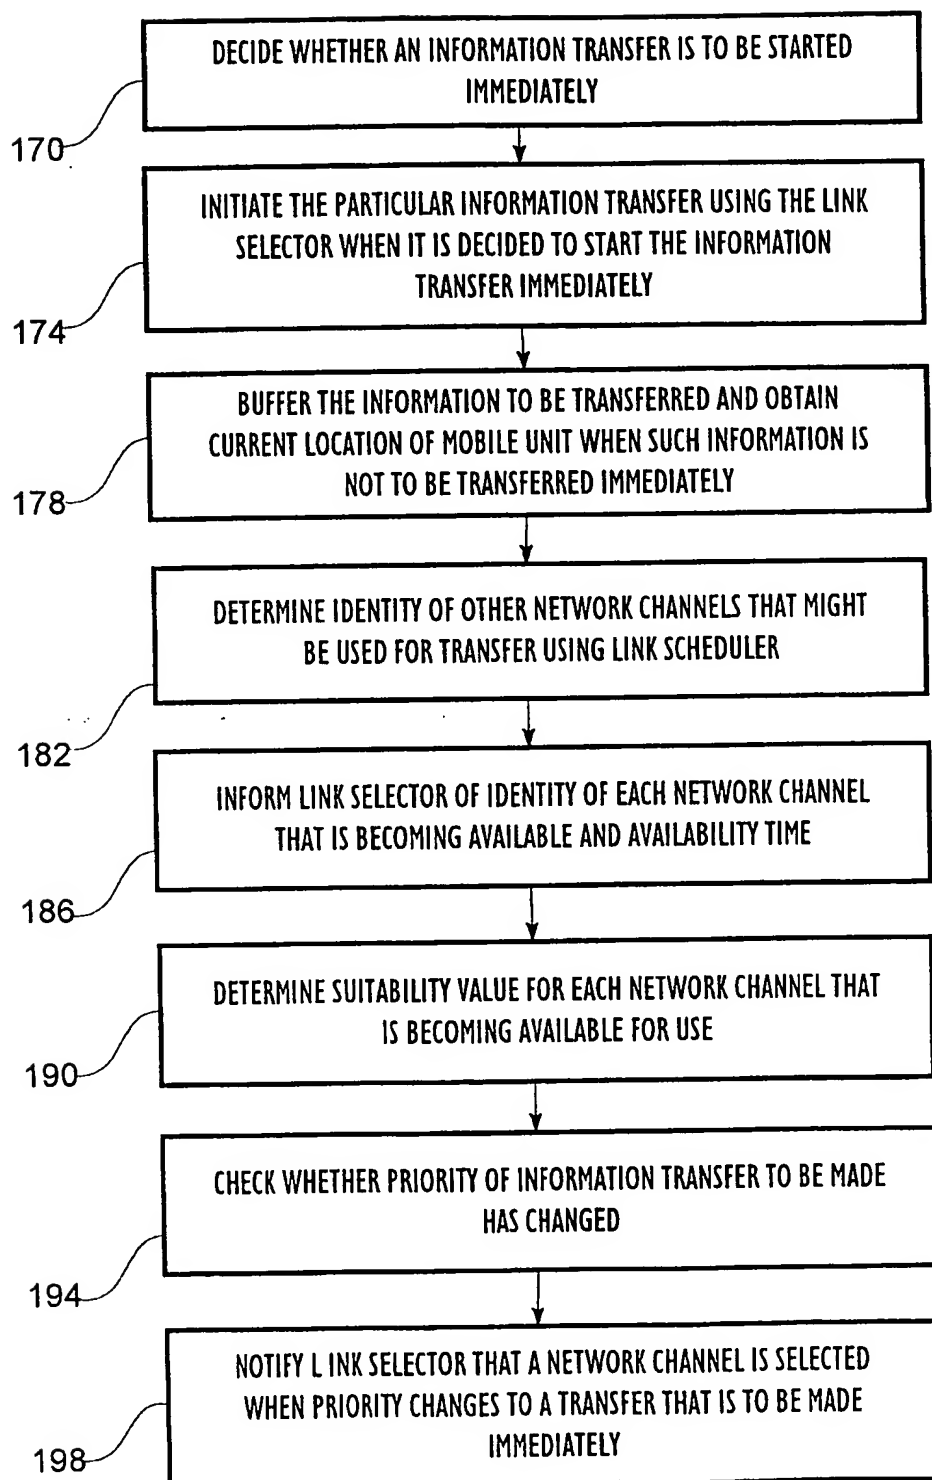 DECIDE WHETHER AN INFORMATION TRANSFER IS TO BE STARTED
IMMEDIATELY
170
INITIATE THE PARTICULAR INFORMATION TRANSFER USING THE LINK
SELECTOR WHEN IT IS DECIDED TO START THE INFORMATION
TRANSFER IMMEDIATELY
174
BUFFER THE INFORMATION TO BE TRANSFERRED AND OBTAIN
CURRENT LOCATION OF MOBILE UNIT WHEN SUCH INFORMATION IS
NOT TO BE TRANSFERRED IMMEDIATELY
178
DETERMINE IDENTITY OF OTHER NETWORK CHANNELS THAT MIGHT
BE USED FOR TRANSFER USING LINK SCHEDULER
182
INFORM LINK SELECTOR OF IDENTITY OF EACH NETWORK CHANNEL
THAT IS BECOMING AVAILABLE AND AVAILABILITY TIME
186
DETERMINE SUITABILITY VALUE FOR EACH NETWORK CHANNEL THAT
IS BECOMING AVAILABLE FOR USE
190
CHECK WHETHER PRIORITY OF INFORMATION TRANSFER TO BE MADE
HAS CHANGED
194
NOTIFY L INK SELECTOR THAT A NETWORK CHANNEL IS SELECTED
WHEN PRIORITY CHANGES TO A TRANSFER THAT IS TO BE MADE
IMMEDIATELY
198